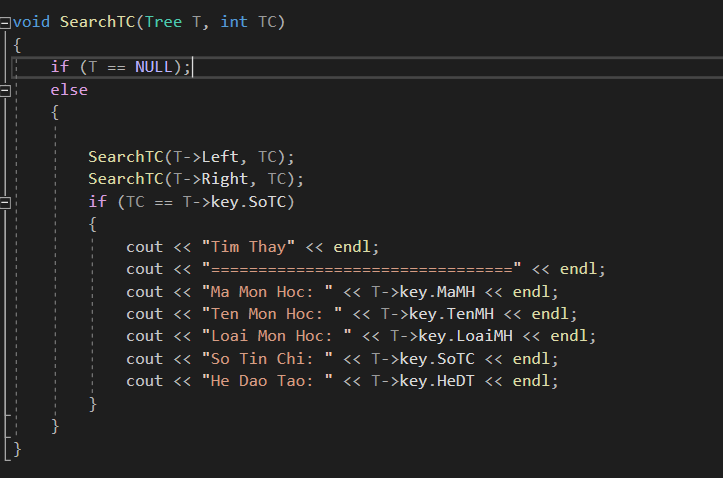 void SearchTC(Tree T, int TC)
{
if (T == NULL);
else
{
SearchTC(T->Left, TC);
SearchTC(T->Right, TC);
if (TC == T->key.SoTC)
{
cout << "Tim Thay" << endl;
cout << "================================" << endl;
cout << "Ma Mon Hoc: " << T->key.MaMH << endl;
cout << "Ten Mon Hoc: " << T->key.TenMH << endl;
cout << "Loai Mon Hoc: " << T->key.LoaiMH << endl;
cout << "So Tin Chi: " << T->key.SoTC << endl;
cout << "He Dao Tao: " << T->key.HeDT << endl;
}
}
}